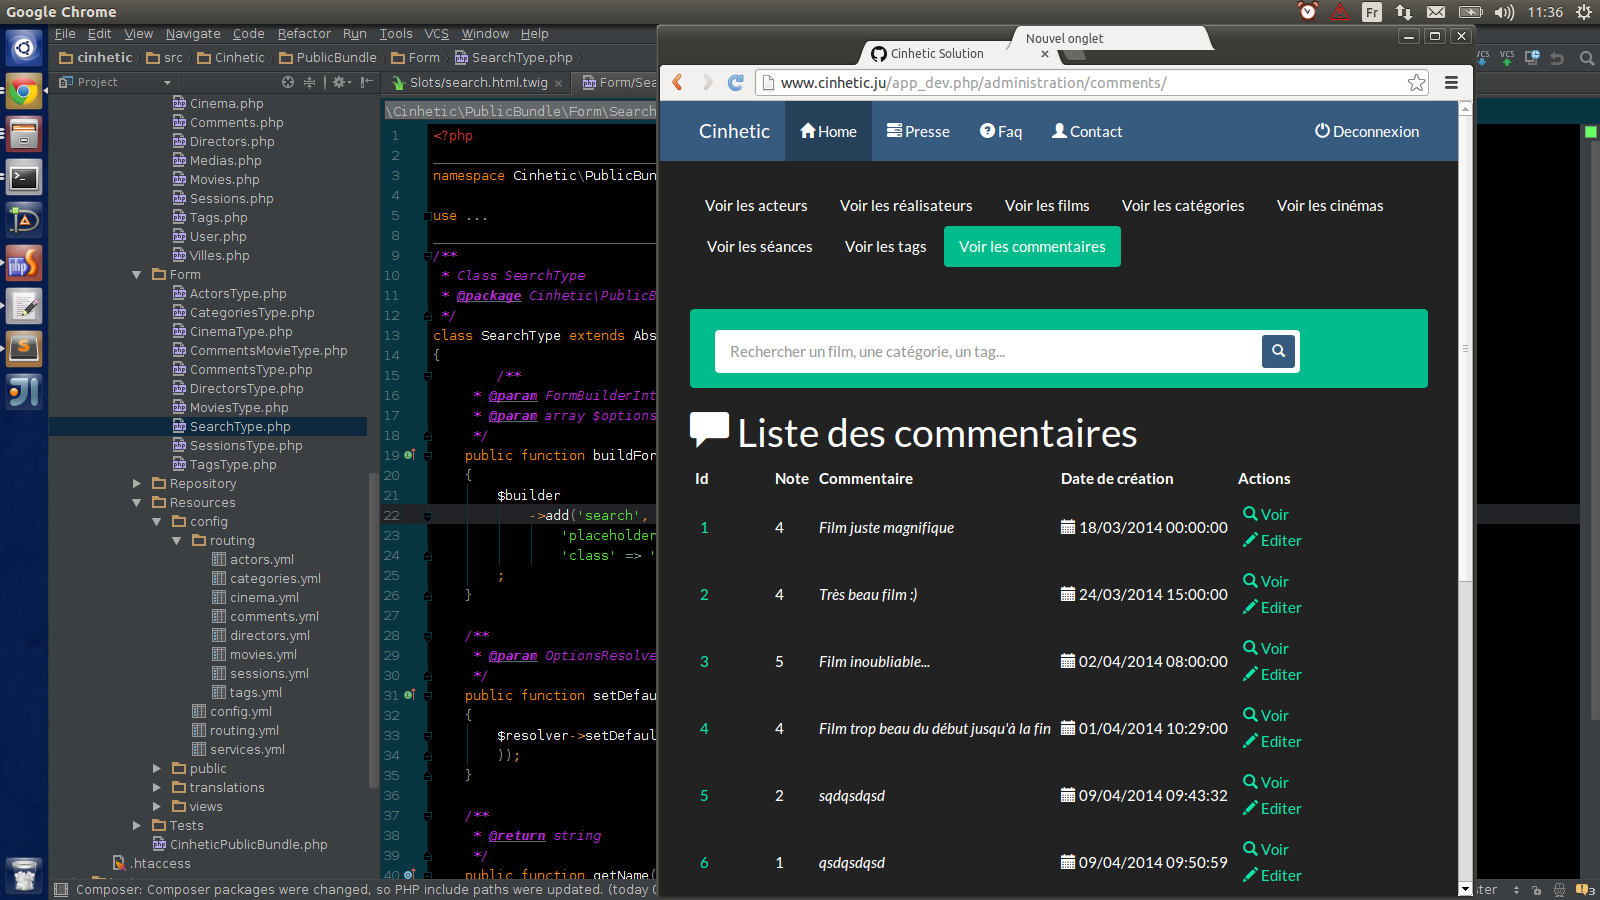 Google Chrome
Fr
11:36
File Edit View Navigate Code Refactor Run Tools VCS Window Help
cinhetic src Cinhetic PublicBundle Form SearchType.php
Project
Slots/search.html.twig
Form/Sea
\Cinhetic\PublicBundle\Form\Search
Cinema.php
Comments.php
Directors.php
Medias.php
Movies.php
Sessions.php
Tags.php
User.php
Villes.php
Form
ActorsType.php
CategoriesType.php
CinemaType.php
CommentsMovieType.php
CommentsType.php
DirectorsType.php
MoviesType.php
SearchType.php
SessionsType.php
TagsType.php
Repository
Resources
config
routing
actors.yml
categories.yml
cinema.yml
comments.yml
directors.yml
movies.yml
sessions.yml
tags.yml
config.yml
routing.yml
services.yml
public
translations
views
Tests
CinheticPublicBundle.php
.htaccess
1 <?php
2
3 namespace Cinhetic\PublicBun
4
5 use ...
8
9 /**
10 * Class SearchType
11 * @package Cinhetic\PublicB
12 */
13 class SearchType extends Abs
14 {
15 /**
16 * @param FormBuilderInt
17 * @param array $options
18 */
19 public function buildFor
20 {
21 $builder
22 ->add('search',
23 'placeholder
24 'class' => '
25 ;
26 }
27
28 /**
29 * @param OptionsResolve
30 */
31 public function setDefau
32 {
33 $resolver->setDefaul
34 ));
35 }
36
37 /**
38 * @return string
39 */
40 public function getName(
Composer: Composer packages were changed, so PHP include paths were updated. (today
Cinhetic Solution
Nouvel onglet
www.cinhetic.ju/app_dev.php/administration/comments/
Cinhetic Home Presse Faq Contact Deconnexion
Voir les acteurs Voir les réalisateurs Voir les films Voir les catégories Voir les cinémas
Voir les séances Voir les tags Voir les commentaires
Rechercher un film, une catégorie, un tag...
Liste des commentaires
Id Note Commentaire Date de création Actions
1 4 Film juste magnifique 18/03/2014 00:00:00 Voir
Editer
2 4 Très beau film :) 24/03/2014 15:00:00 Voir
Editer
3 5 Film inoubliable... 02/04/2014 08:00:00 Voir
Editer
4 4 Film trop beau du début jusqu'à la fin 01/04/2014 10:29:00 Voir
Editer
5 2 sqdqsdqsd 09/04/2014 09:43:32 Voir
Editer
6 1 qsdqsdqsd 09/04/2014 09:50:59 Voir
Editer
VCS VCS
ter
3